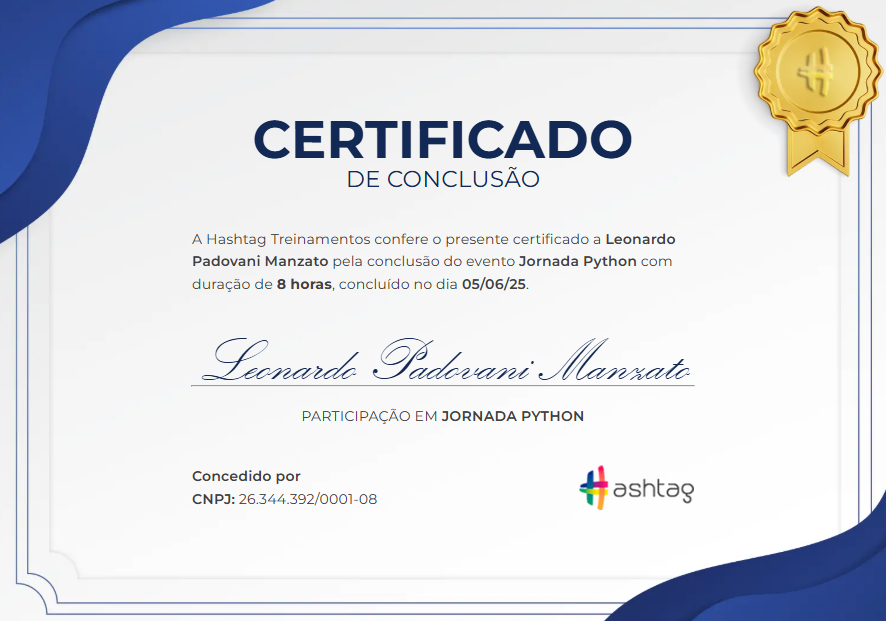 CERTIFICADO
DE CONCLUSÃO
A Hashtag Treinamentos confere o presente certificado a Leonardo
Padovani Manzato pela conclusão do evento Jornada Python com
duração de 8 horas, concluído no dia 05/06/25.
Leonardo Padovani Manzato
PARTICIPAÇÃO EM JORNADA PYTHON
Concedido por
CNPJ: 26.344.392/0001-08
ashtag